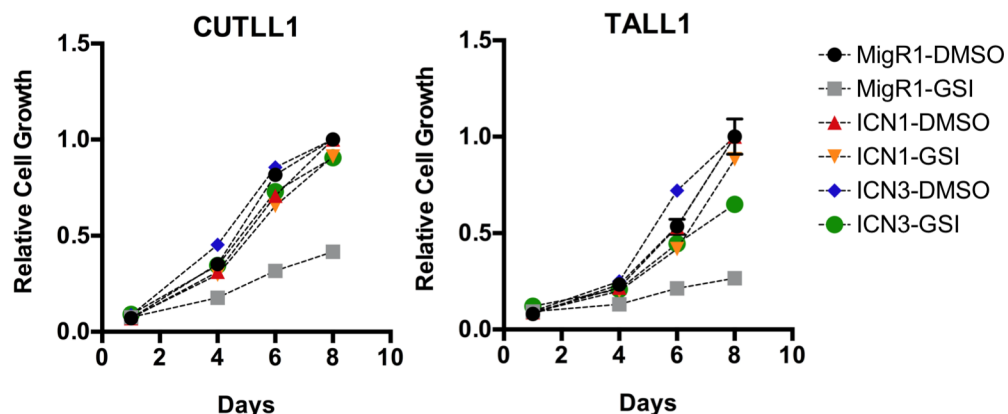 CUTLL1
Relative Cell Growth
1.5
1.0
0.5
0.0
0 2 4 6 8 10
Days
TALL1
Relative Cell Growth
1.5
1.0
0.5
0.0
0 2 4 6 8 10
Days
MigR1-DMSO
MigR1-GSI
ICN1-DMSO
ICN1-GSI
ICN3-DMSO
ICN3-GSI